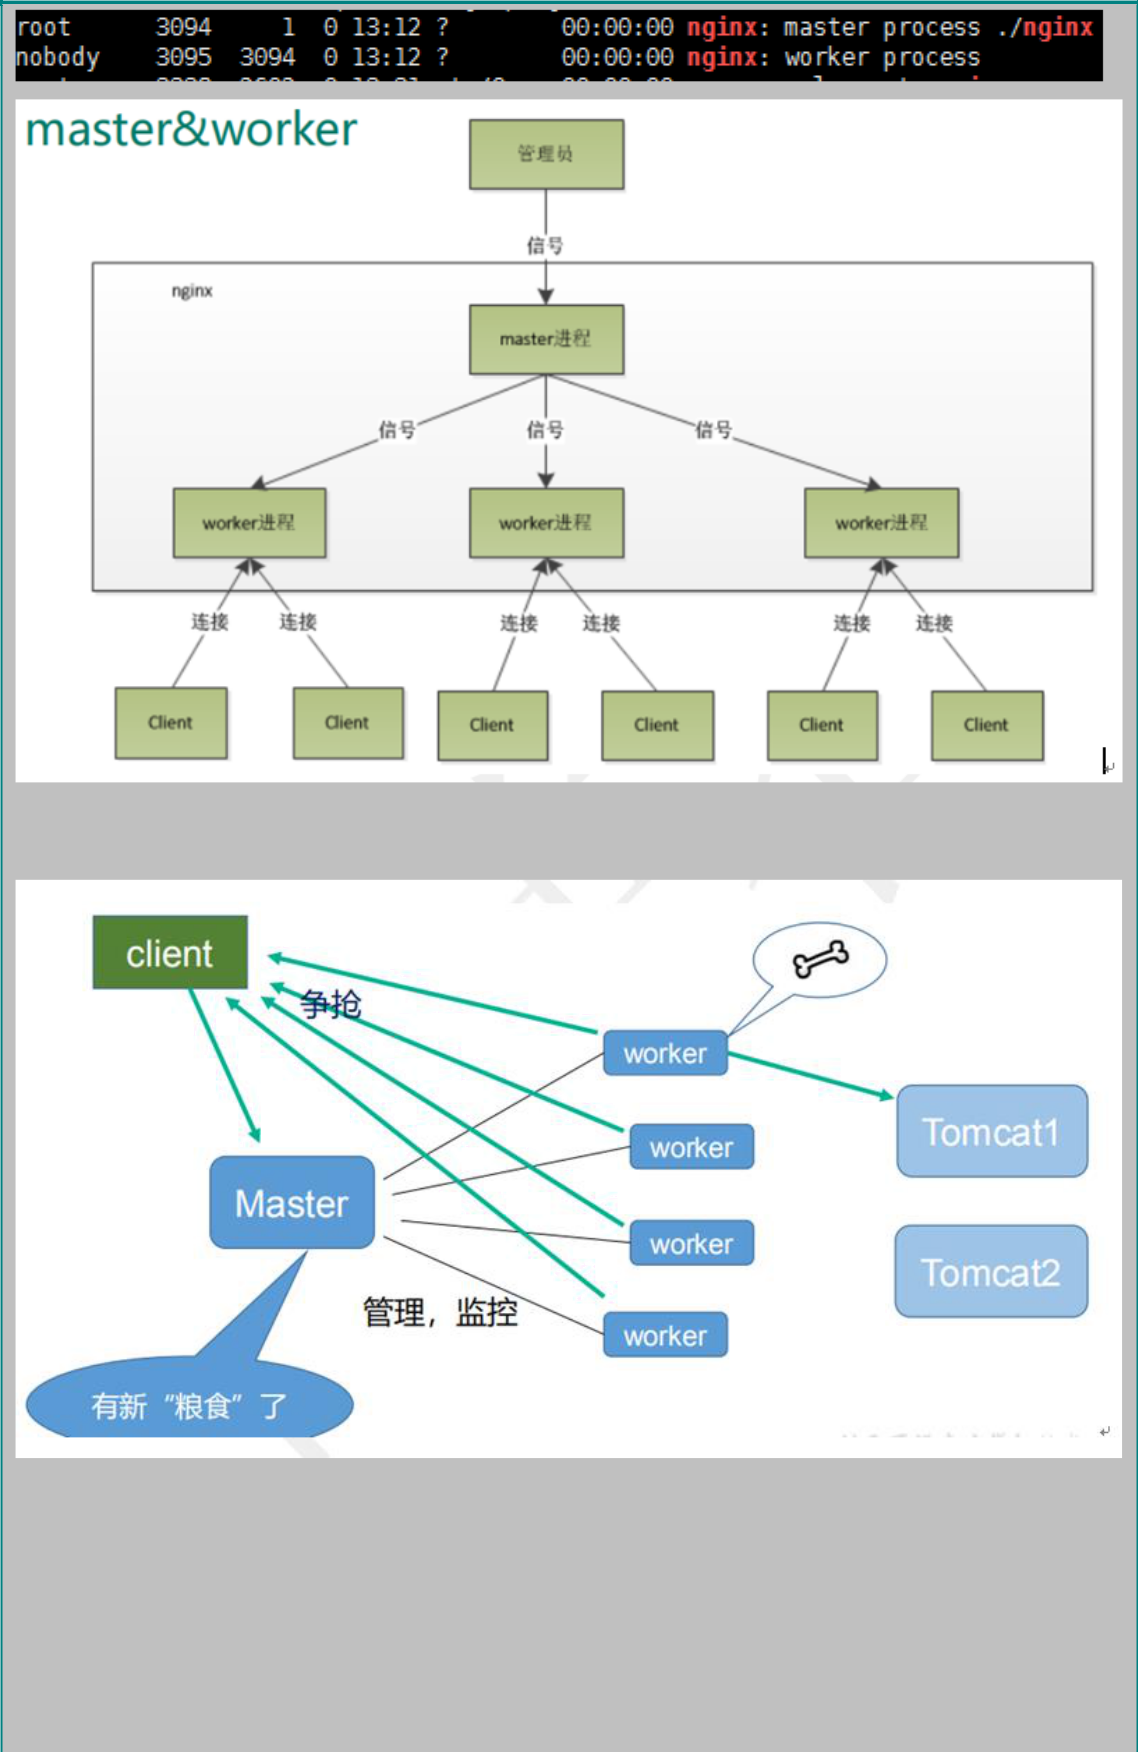 root 3094 1 0 13:12 ? 00:00:00 nginx: master process ./nginx
nobody 3095 3094 0 13:12 ? 00:00:00 nginx: worker process
master&worker
管理员
信号
nginx
master进程
信号 信号 信号
worker进程 worker进程 worker进程
连接 连接 连接 连接 连接 连接
Client Client Client Client Client Client
client
争抢
worker
worker
Tomcat1
Master
worker
Tomcat2
管理，监控
worker
有新“粮食”了